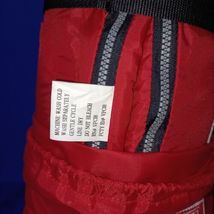 MACHINE WASH COLD
WASH SEPARATELY
GENTLE CYCLE
LINE DRY
DO NOT BLEACH